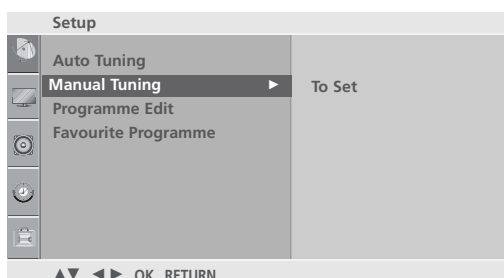 Setup
Auto Tuning
Manual Tuning ► To Set
Programme Edit
Favourite Programme
▲▼ ◄► OK RETURN